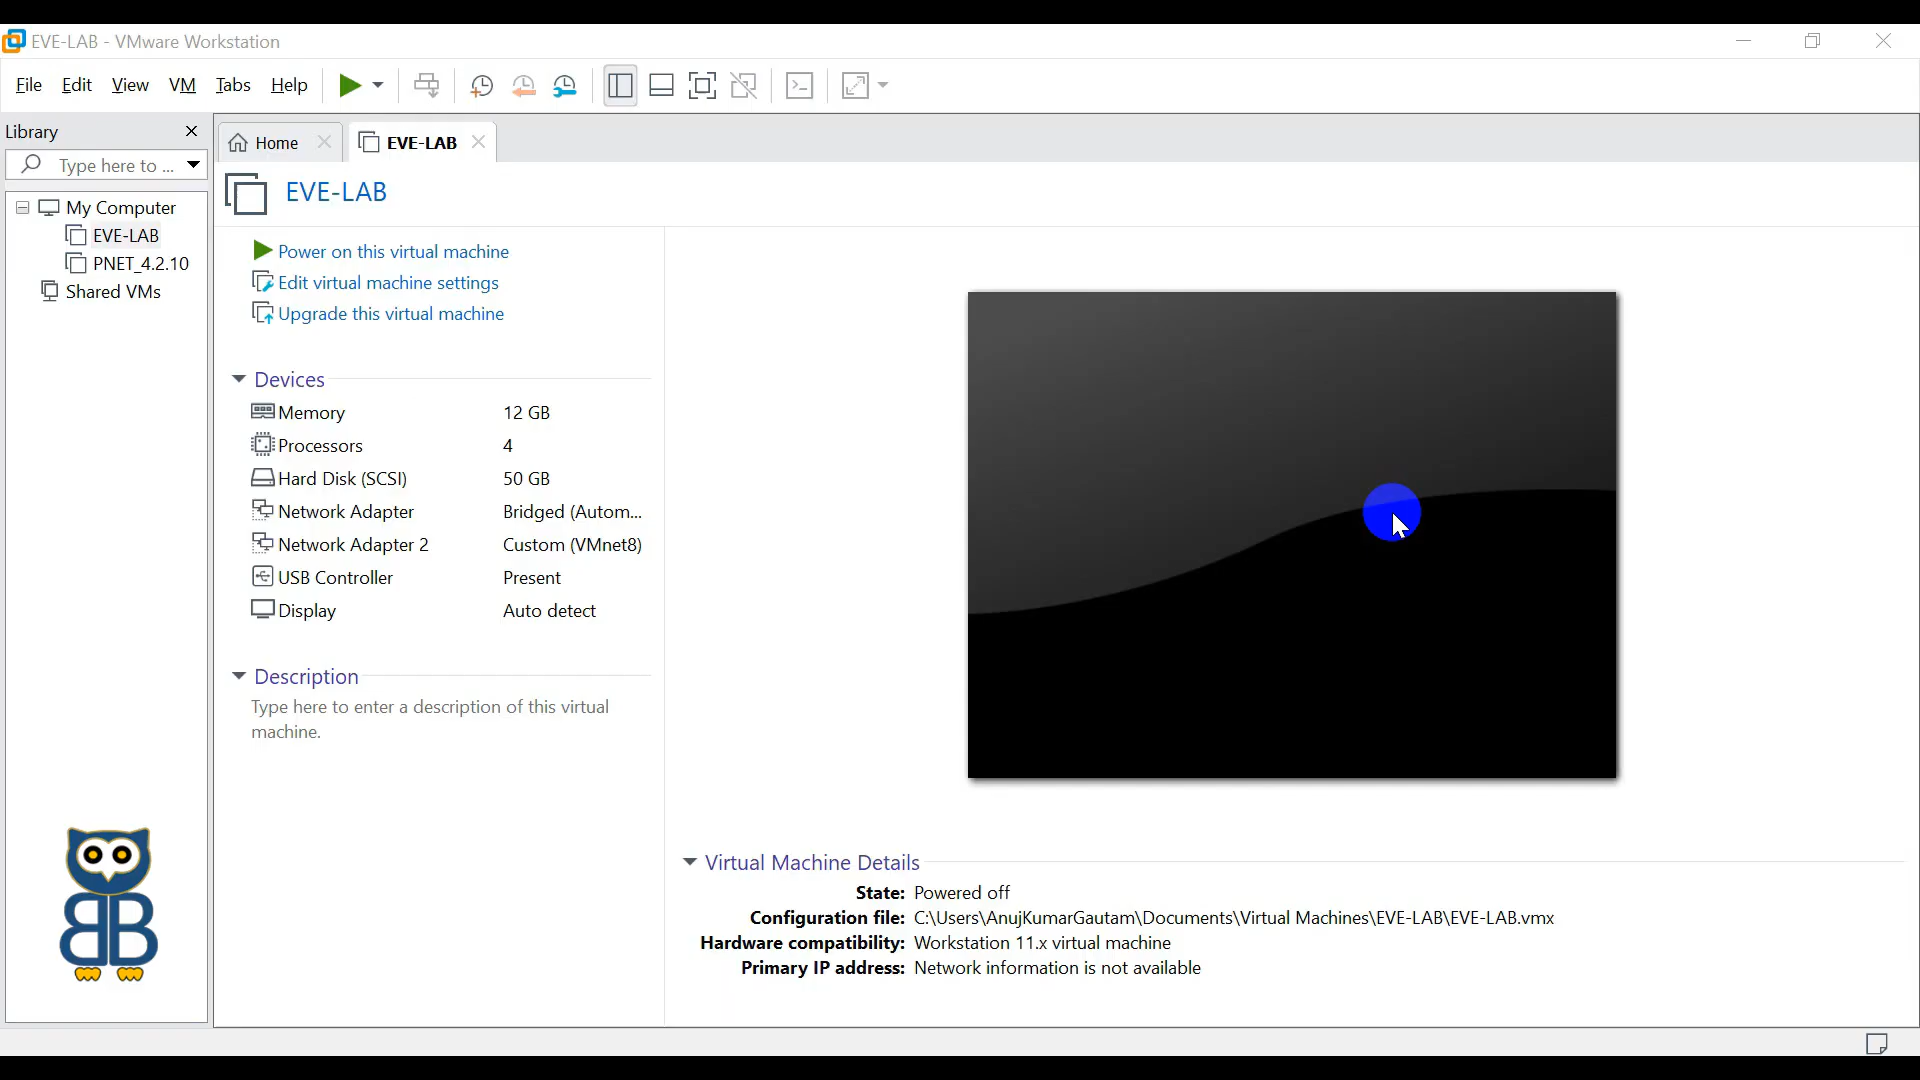 EVE-LAB - VMware Workstation
File Edit View VM Tabs Help
Library
Home
EVE-LAB
Type here to ...
My Computer
EVE-LAB
PNET_4.2.10
Shared VMs
EVE-LAB
Power on this virtual machine
Edit virtual machine settings
Upgrade this virtual machine
Devices
Memory 12 GB
Processors 4
Hard Disk (SCSI) 50 GB
Network Adapter Bridged (Autom...
Network Adapter 2 Custom (VMnet8)
USB Controller Present
Display Auto detect
Description
Type here to enter a description of this virtual
machine.
BB
Virtual Machine Details
State: Powered off
Configuration file: C:\Users\AnujKumarGautam\Documents\Virtual Machines\EVE-LAB\EVE-LAB.vmx
Hardware compatibility: Workstation 11.x virtual machine
Primary IP address: Network information is not available